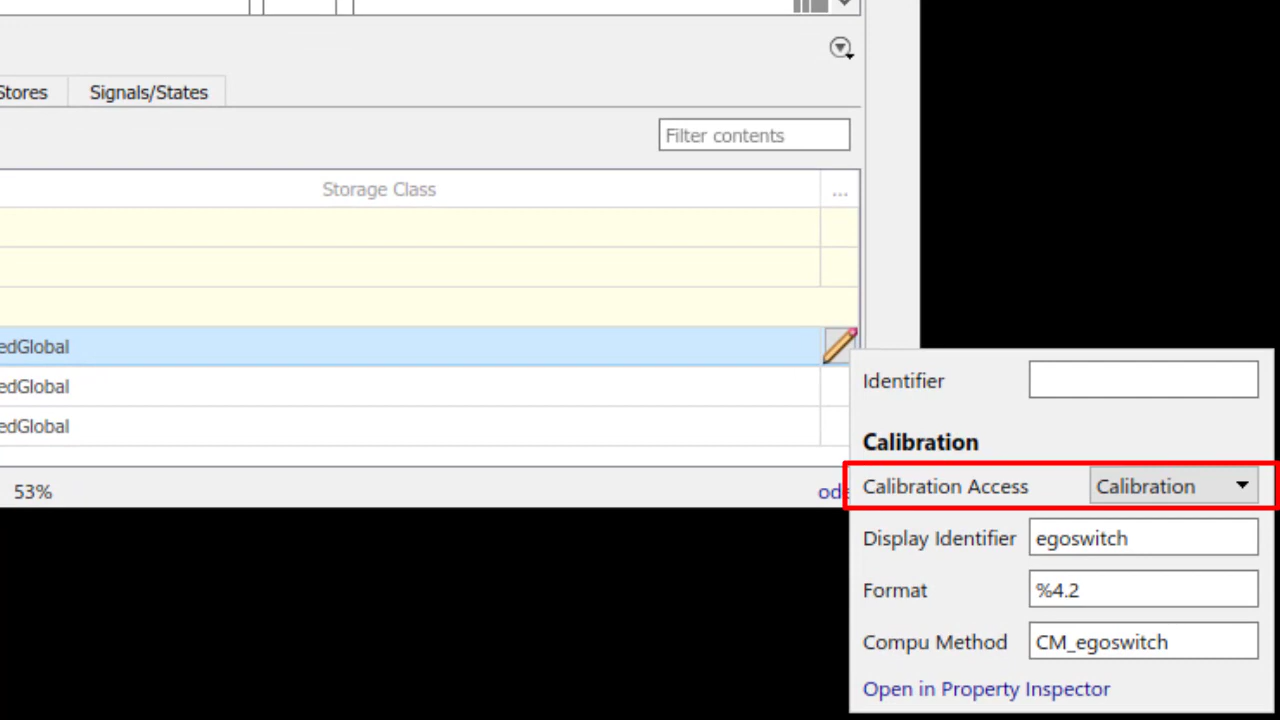 Stores Signals/States
Filter contents
Storage Class ...
edGlobal
edGlobal
edGlobal
53%
Identifier
Calibration
Calibration Access Calibration
Display Identifier egoswitch
Format %4.2
Compu Method CM_egoswitch
Open in Property Inspector